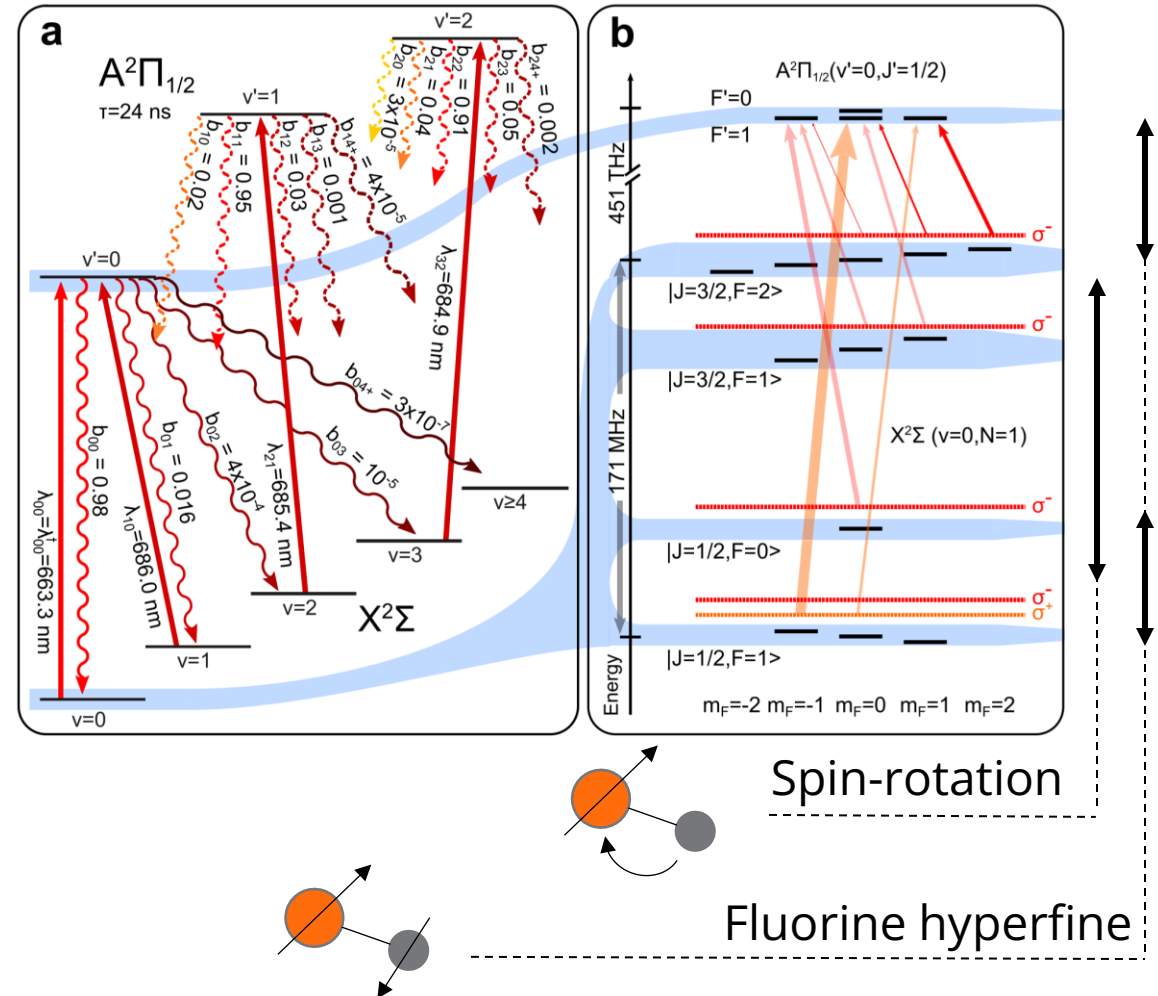 a
A²Π₁/₂
τ=24 ns
v'=2
b₂₀ = 3x10⁻⁵
b₂₁ = 0.04
b₂₂ = 0.91
b₂₃ = 0.05
b₂₄₊ = 0.002
v'=1
b₁₀ = 0.02
b₁₁ = 0.95
b₁₂ = 0.03
b₁₃ = 0.001
b₁₄₊ = 4x10⁻⁵
v'=0
λ₃₂=684.9 nm
b₀₄₊ = 3x10⁻⁷
λ₀₀=λ†₀₀=663.3 nm
b₀₀ = 0.98
λ₁₀=686.0 nm
b₀₁ = 0.016
b₀₂ = 4x10⁻⁴
λ₂₁=685.4 nm
b₀₃ = 10⁻⁵
v≥4
v=3
v=2
X²Σ
v=1
v=0
b
A²Π₁/₂(v'=0,J'=1/2)
F'=0
F'=1
451 THz
σ⁻
|J=3/2,F=2>
σ⁻
|J=3/2,F=1>
X²Σ (v=0,N=1)
171 MHz
σ⁻
|J=1/2,F=0>
σ⁻
σ⁺
|J=1/2,F=1>
Energy
m_F=-2 m_F=-1 m_F=0 m_F=1 m_F=2
Spin-rotation
Fluorine hyperfine